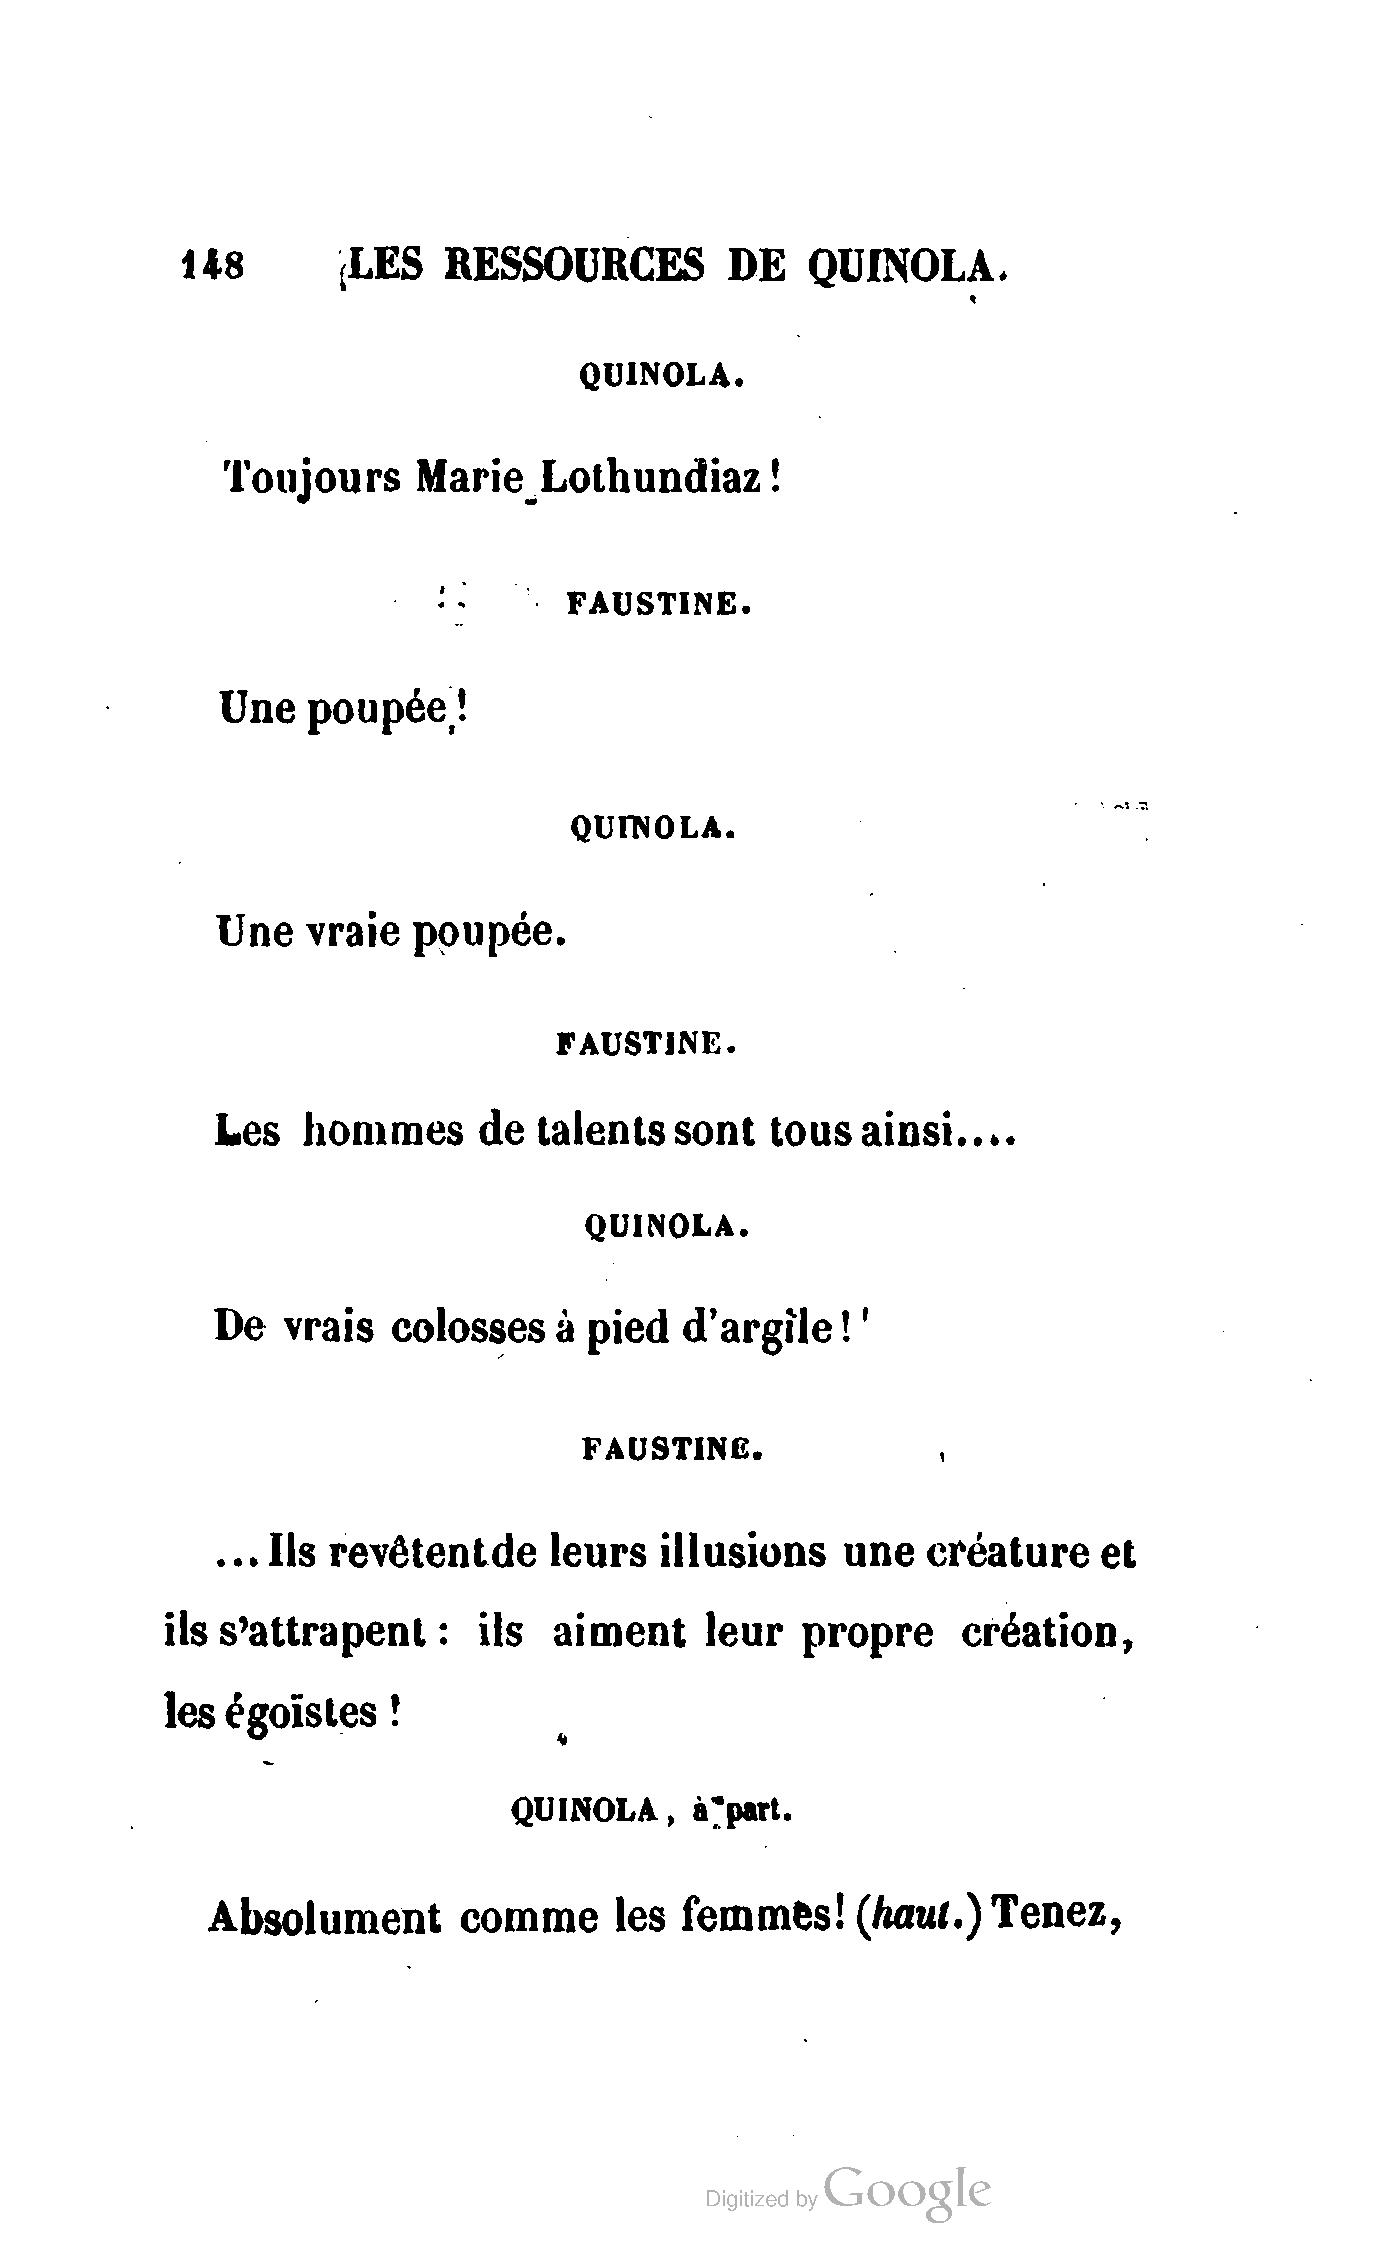 148 LES RESSOURCES DE QUINOLA.
QUINOLA.
Toujours Marie Lothundiaz !
FAUSTINE.
Une poupée !
QUINOLA.
Une vraie poupée.
FAUSTINE.
Les hommes de talents sont tous ainsi....
QUINOLA.
De vrais colosses à pied d'argile !
FAUSTINE.
... Ils revêtent de leurs illusions une créature et
ils s'attrapent : ils aiment leur propre création,
les égoïstes !
QUINOLA, à part.
Absolument comme les femmes! (haut.) Tenez,
Digitized by Google